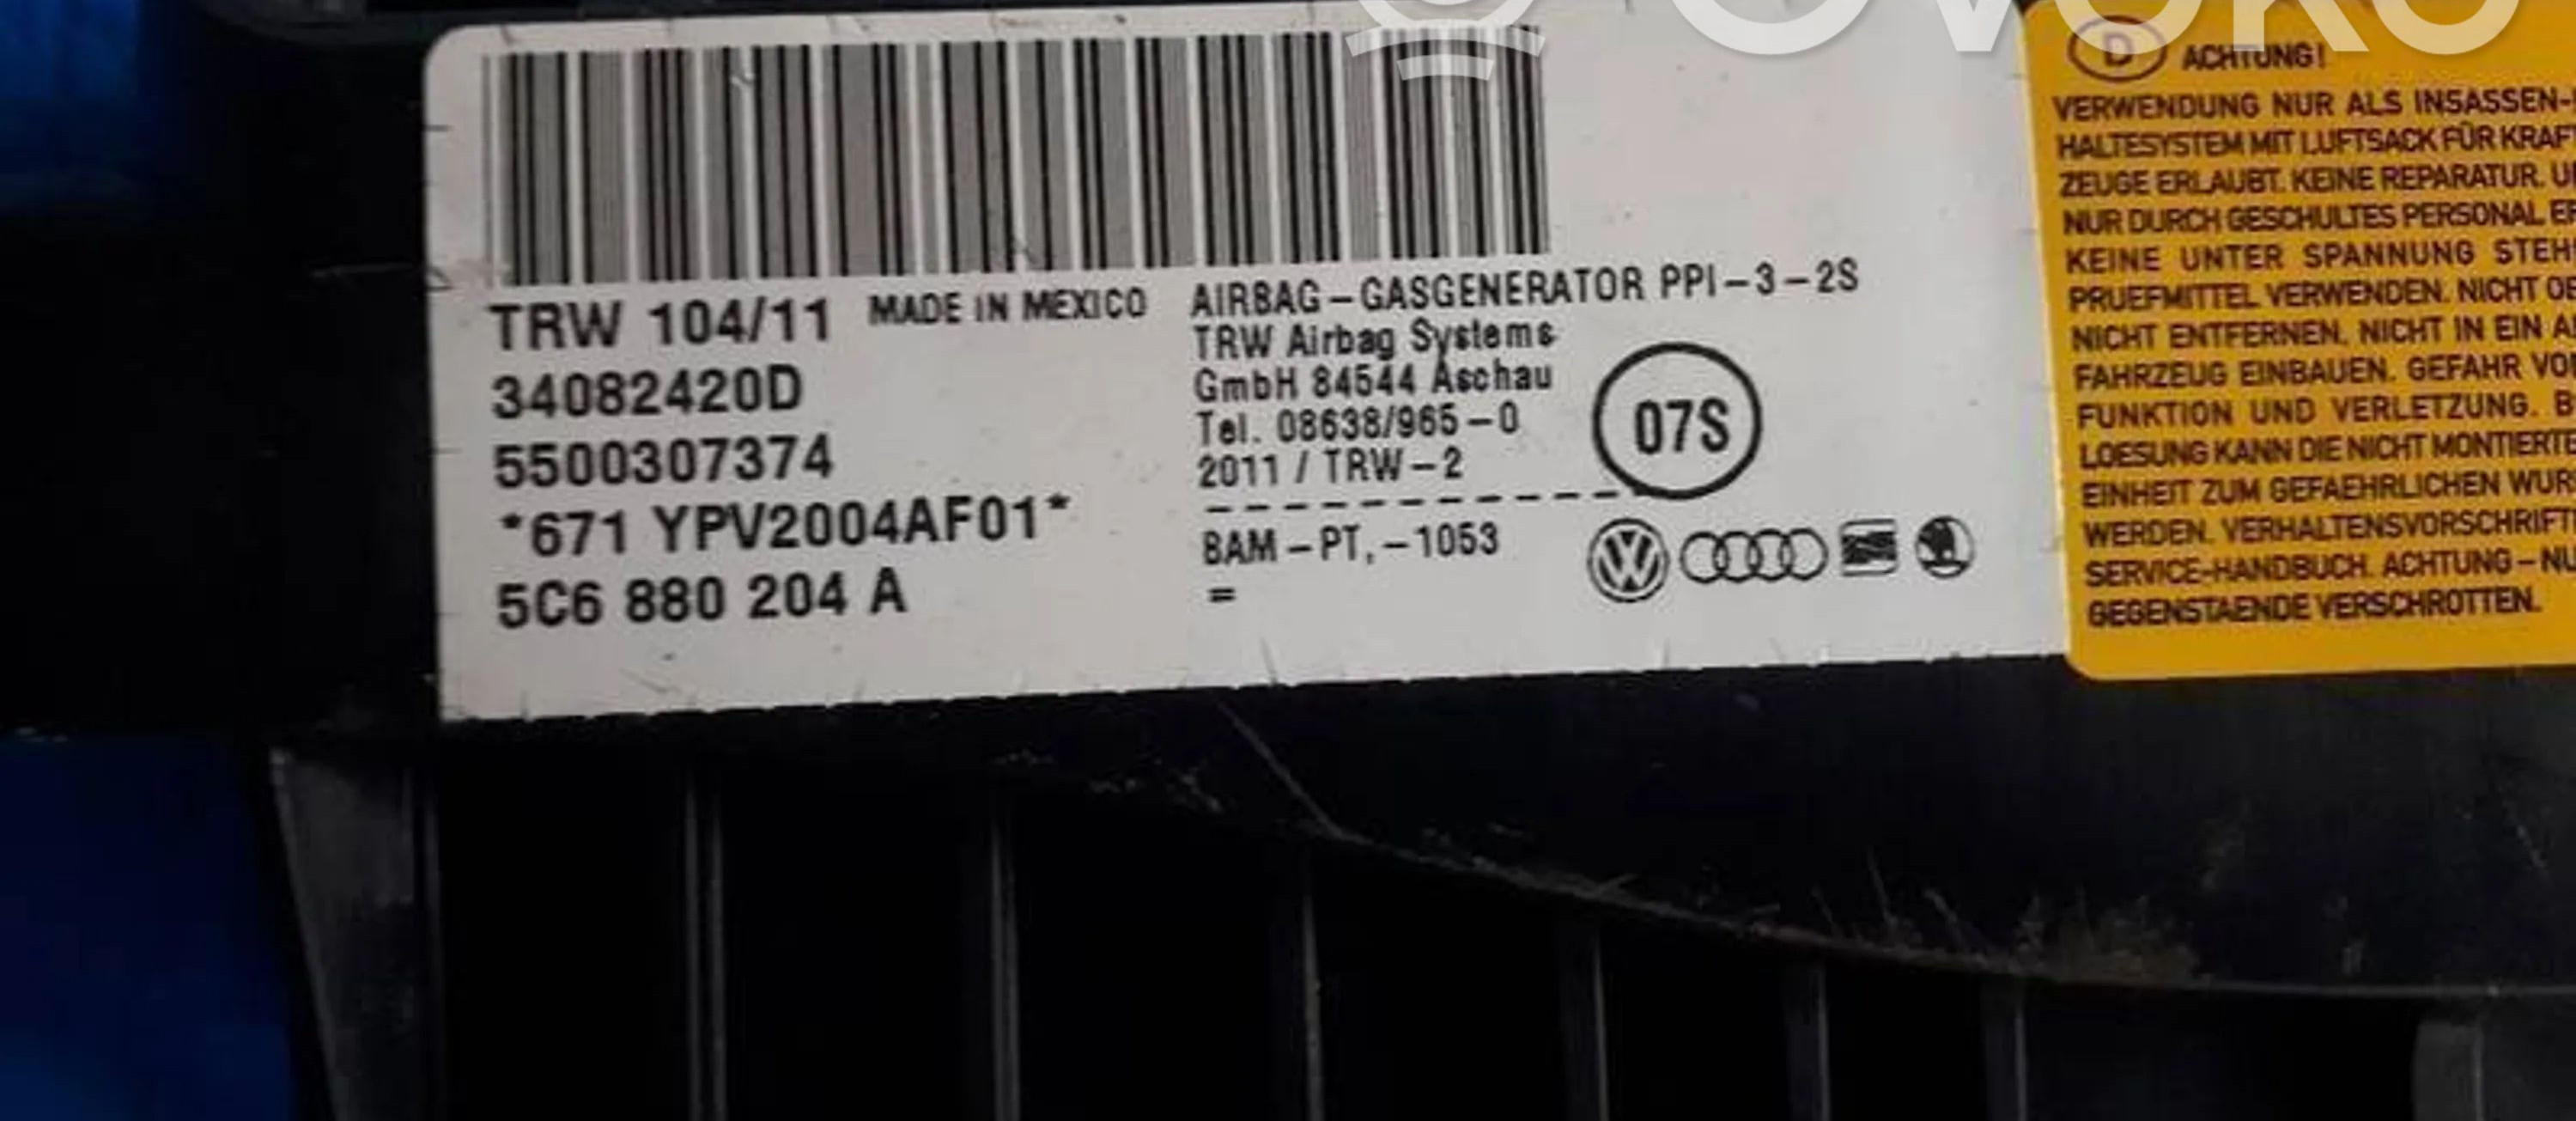 OVOKO
TRW 104/11 MADE IN MEXICO
34082420D
5500307374
*671 YPV2004AF01*
5C6 880 204 A
AIRBAG-GASGENERATOR PPI-3-2S
TRW Airbag Systems
GmbH 84544 Aschau
Tel. 08638/965-0
2011 / TRW-2
07S
BAM-PT,-1053
=
D ACHTUNG!
VERWENDUNG NUR ALS INSASSEN-
HALTESYSTEM MIT LUFTSACK FÜR KRAF
ZEUGE ERLAUBT. KEINE REPARATUR.
NUR DURCH GESCHULTES PERSONAL
KEINE UNTER SPANNUNG STEH
PRUEFMITTEL VERWENDEN. NICHT
NICHT ENTFERNEN. NICHT IN EIN
FAHRZEUG EINBAUEN. GEFAHR
FUNKTION UND VERLETZUNG.
LOESUNG KANN DIE NICHT MONTIERTE
EINHEIT ZUM GEFAEHRLICHEN WUR
WERDEN. VERHALTENSVORSCHRIFT
SERVICE-HANDBUCH. ACHTUNG-NU
GEGENSTAENDE VERSCHROTTEN.